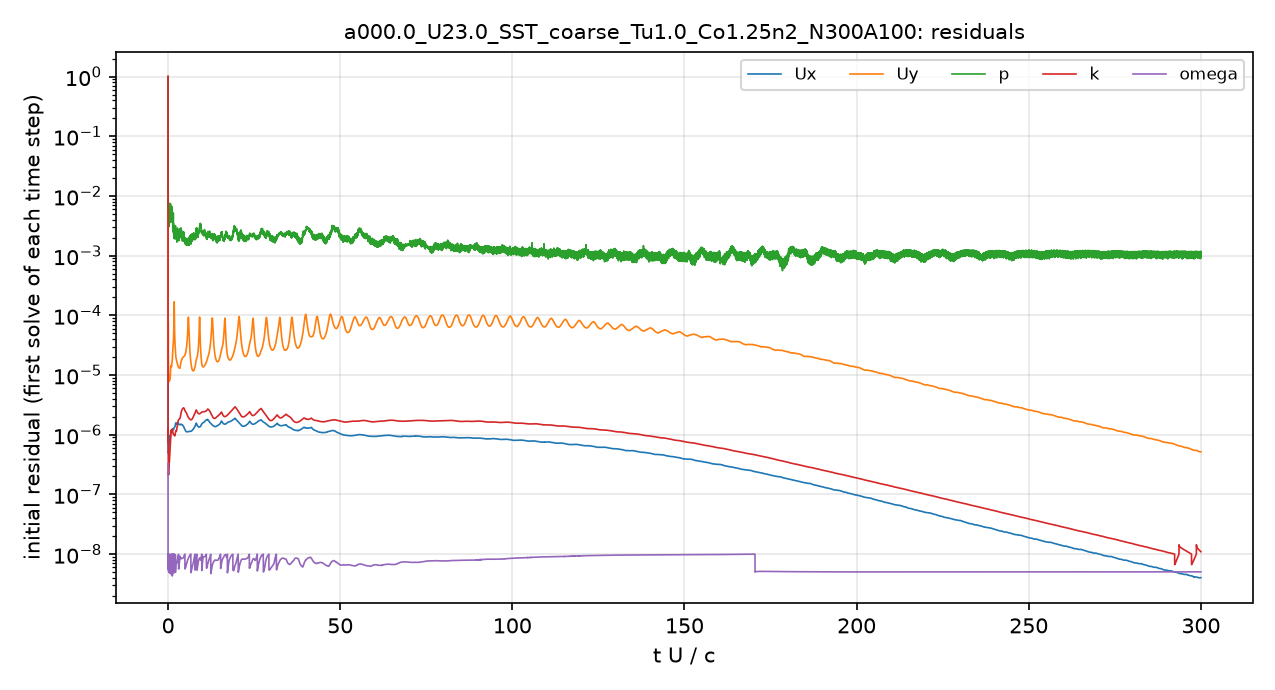 a000.0_U23.0_SST_coarse_Tu1.0_Co1.25n2_N300A100: residuals
Ux Uy p k omega
initial residual (first solve of each time step)
10⁰
10⁻¹
10⁻²
10⁻³
10⁻⁴
10⁻⁵
10⁻⁶
10⁻⁷
10⁻⁸
0 50 100 150 200 250 300
t U / c